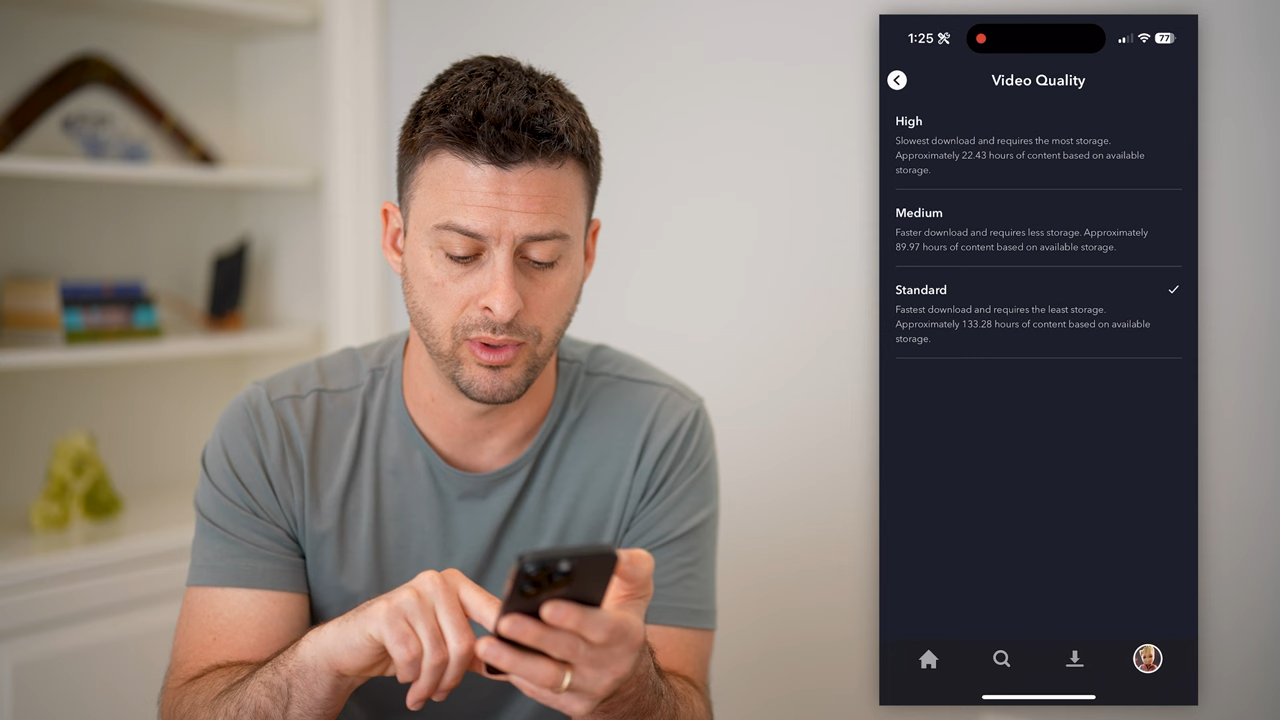 1:25
77
Video Quality
High
Slowest download and requires the most storage.
Approximately 22.43 hours of content based on available
storage.
Medium
Faster download and requires less storage. Approximately
89.97 hours of content based on available storage.
Standard
Fastest download and requires the least storage.
Approximately 133.28 hours of content based on available
storage.